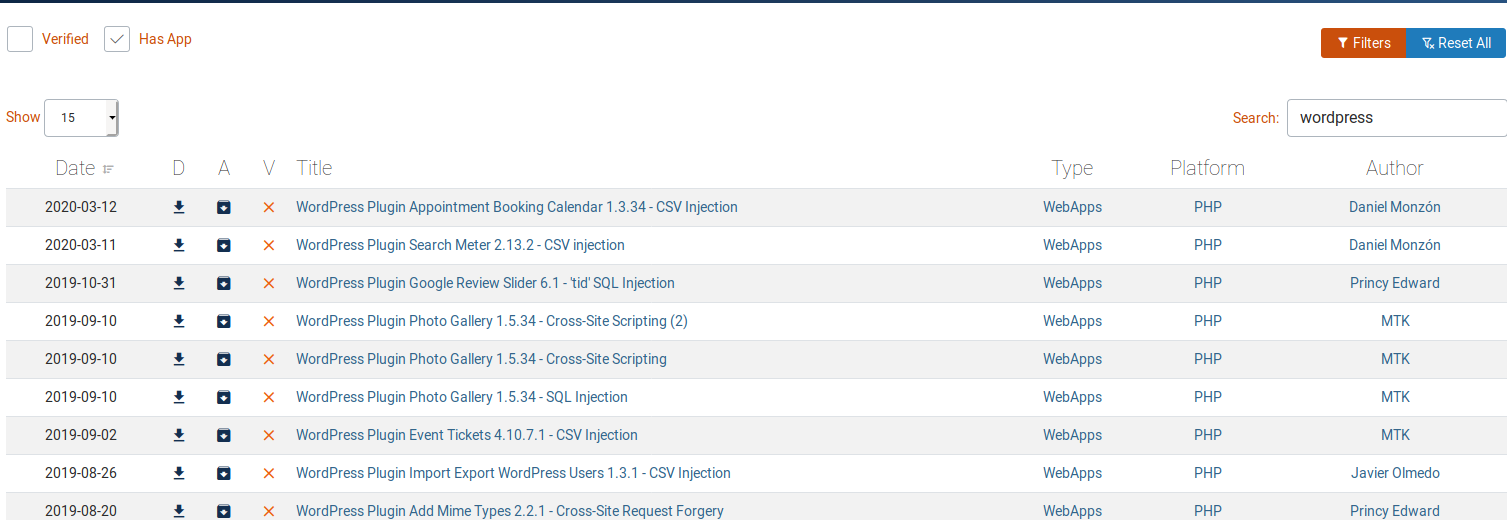 Verified Has App Filters Reset All
Show 15 Search: wordpress
Date D A V Title Type Platform Author
2020-03-12 WordPress Plugin Appointment Booking Calendar 1.3.34 - CSV Injection WebApps PHP Daniel Monzón
2020-03-11 WordPress Plugin Search Meter 2.13.2 - CSV injection WebApps PHP Daniel Monzón
2019-10-31 WordPress Plugin Google Review Slider 6.1 - 'tid' SQL Injection WebApps PHP Princy Edward
2019-09-10 WordPress Plugin Photo Gallery 1.5.34 - Cross-Site Scripting (2) WebApps PHP MTK
2019-09-10 WordPress Plugin Photo Gallery 1.5.34 - Cross-Site Scripting WebApps PHP MTK
2019-09-10 WordPress Plugin Photo Gallery 1.5.34 - SQL Injection WebApps PHP MTK
2019-09-02 WordPress Plugin Event Tickets 4.10.7.1 - CSV Injection WebApps PHP MTK
2019-08-26 WordPress Plugin Import Export WordPress Users 1.3.1 - CSV Injection WebApps PHP Javier Olmedo
2019-08-20 WordPress Plugin Add Mime Types 2.2.1 - Cross-Site Request Forgery WebApps PHP Princy Edward